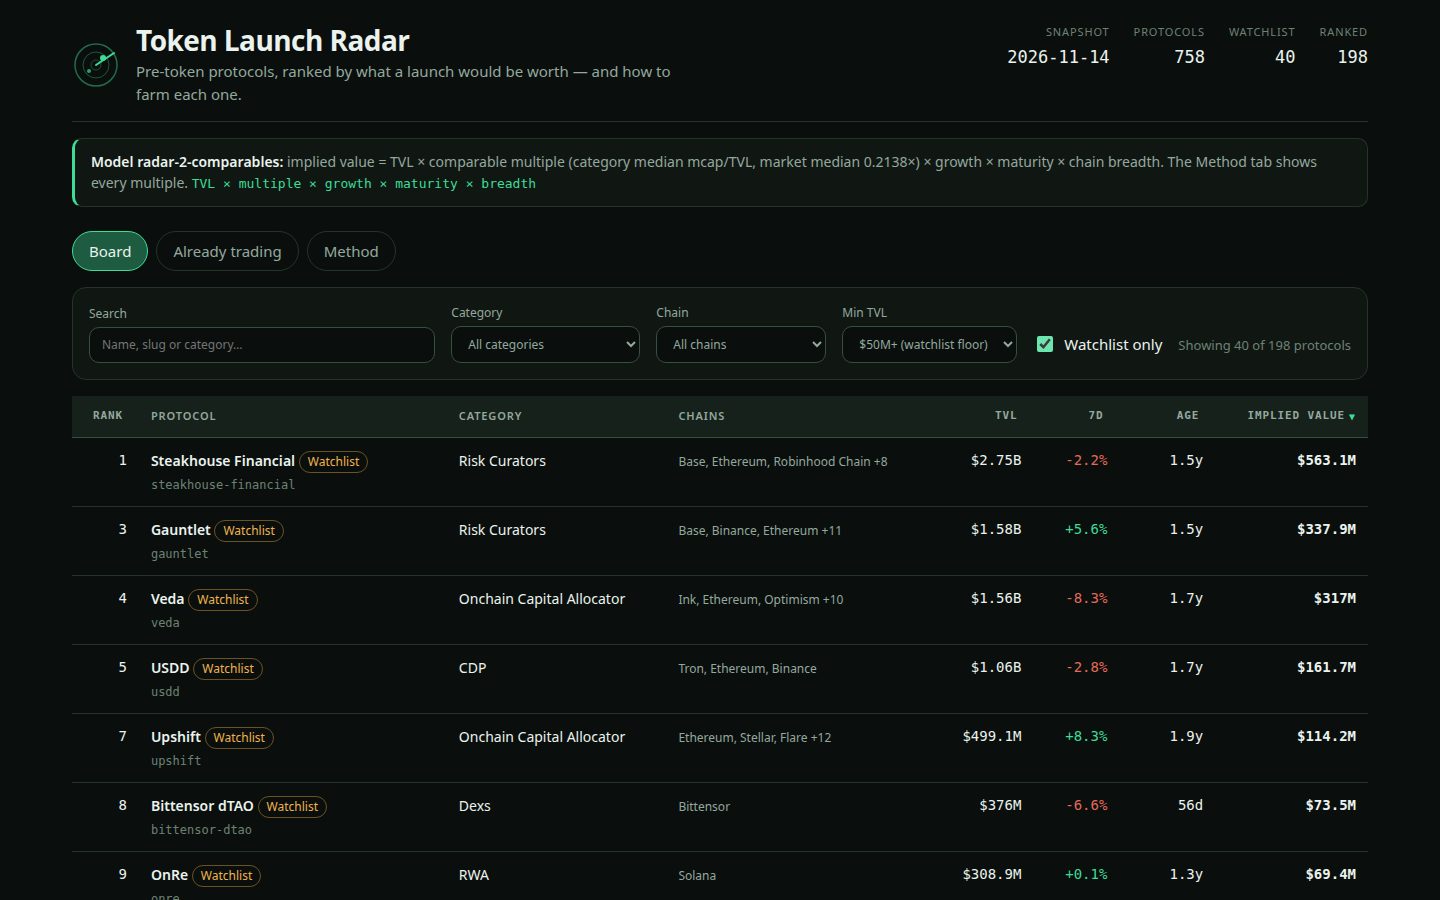 Token Launch Radar
Pre-token protocols, ranked by what a launch would be worth — and how to
farm each one.
SNAPSHOT PROTOCOLS WATCHLIST RANKED
2026-11-14 758 40 198
Model radar-2-comparables: implied value = TVL × comparable multiple (category median mcap/TVL, market median 0.2138×) × growth × maturity × chain breadth. The Method tab shows
every multiple. TVL × multiple × growth × maturity × breadth
Board Already trading Method
Search Category Chain Min TVL
Name, slug or category... All categories All chains $50M+ (watchlist floor) Watchlist only Showing 40 of 198 protocols
RANK PROTOCOL CATEGORY CHAINS TVL 7D AGE IMPLIED VALUE ▼
1 Steakhouse Financial Watchlist Risk Curators Base, Ethereum, Robinhood Chain +8 $2.75B -2.2% 1.5y $563.1M
steakhouse-financial
3 Gauntlet Watchlist Risk Curators Base, Binance, Ethereum +11 $1.58B +5.6% 1.5y $337.9M
gauntlet
4 Veda Watchlist Onchain Capital Allocator Ink, Ethereum, Optimism +10 $1.56B -8.3% 1.7y $317M
veda
5 USDD Watchlist CDP Tron, Ethereum, Binance $1.06B -2.8% 1.7y $161.7M
usdd
7 Upshift Watchlist Onchain Capital Allocator Ethereum, Stellar, Flare +12 $499.1M +8.3% 1.9y $114.2M
upshift
8 Bittensor dTAO Watchlist Dexs Bittensor $376M -6.6% 56d $73.5M
bittensor-dtao
9 OnRe Watchlist RWA Solana $308.9M +0.1% 1.3y $69.4M
onre